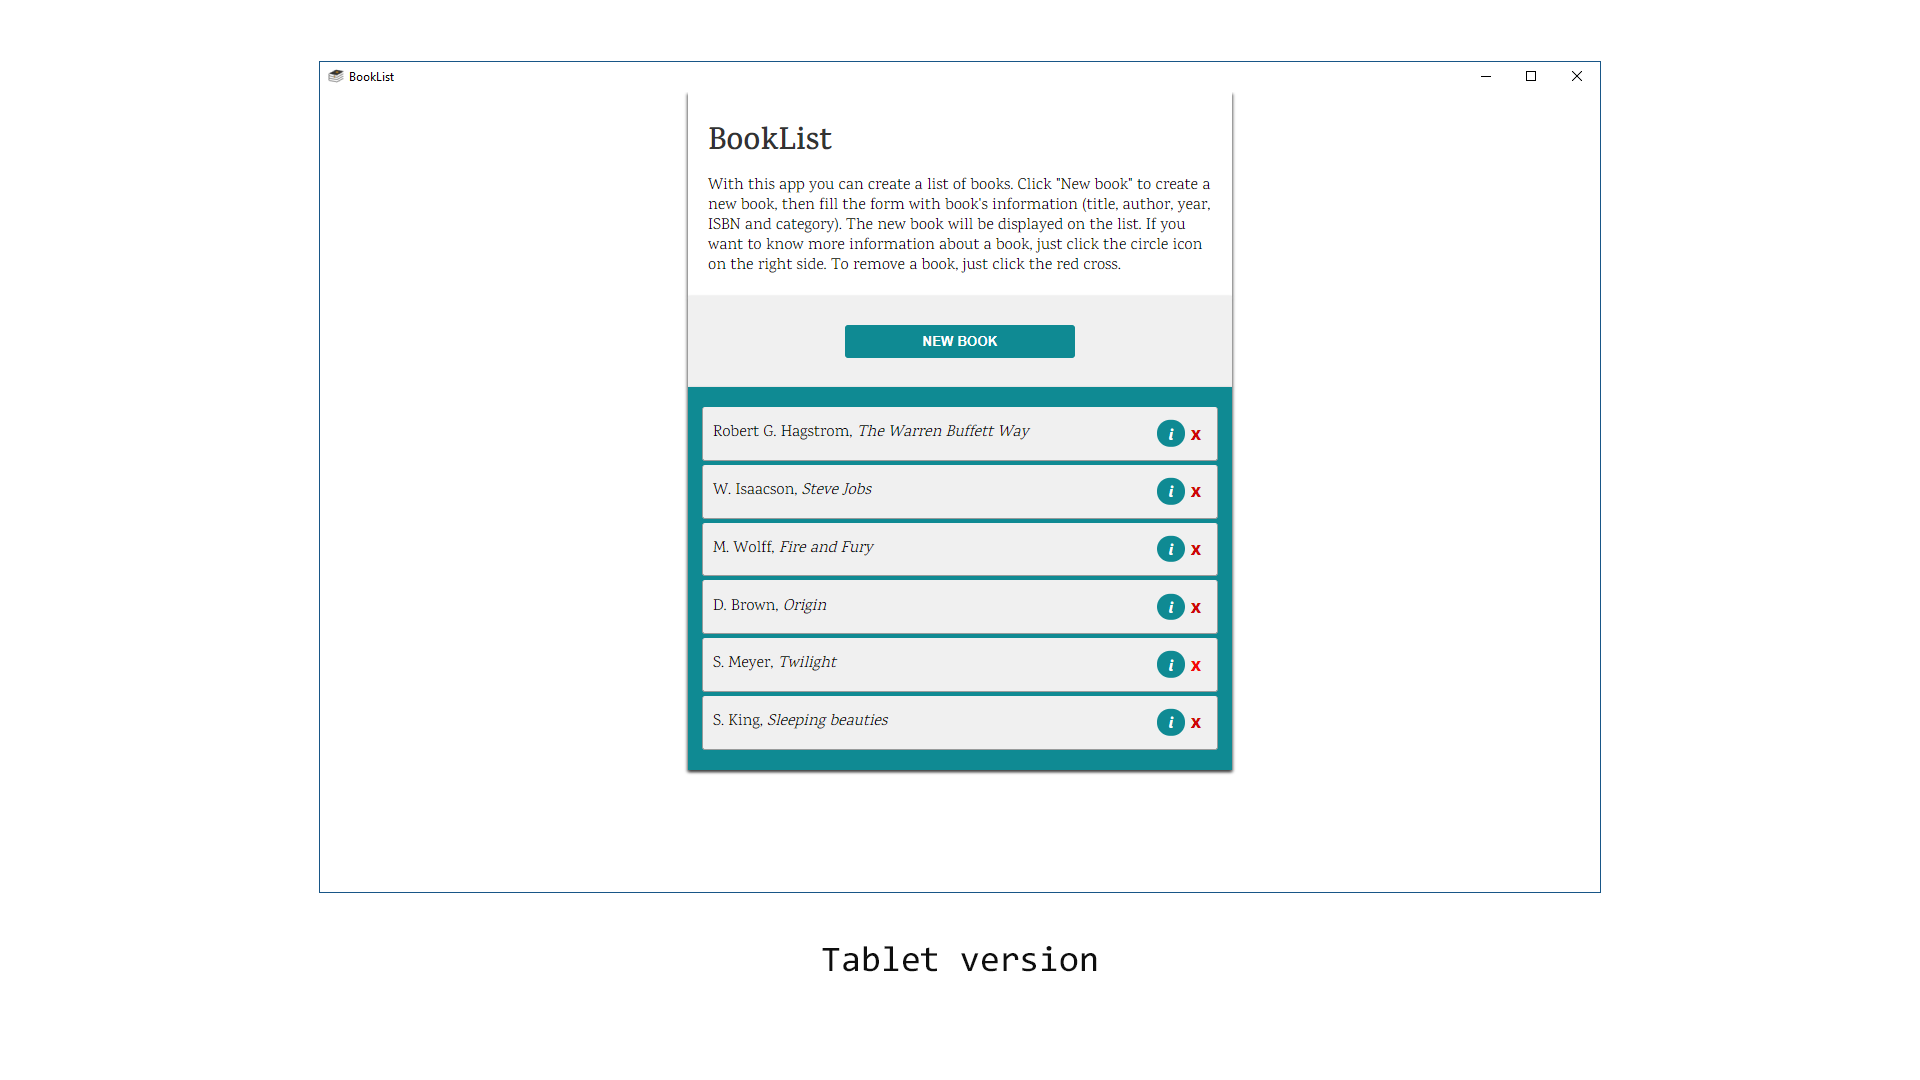 BookList
BookList
With this app you can create a list of books. Click "New book" to create a
new book, then fill the form with book's information (title, author, year,
ISBN and category). The new book will be displayed on the list. If you
want to know more information about a book, just click the circle icon
on the right side. To remove a book, just click the red cross.
NEW BOOK
Robert G. Hagstrom, The Warren Buffett Way i x
W. Isaacson, Steve Jobs i x
M. Wolff, Fire and Fury i x
D. Brown, Origin i x
S. Meyer, Twilight i x
S. King, Sleeping beauties i x
Tablet version